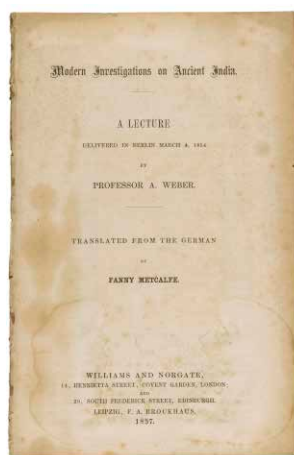 Modern Investigations on Ancient India.
A LECTURE
DELIVERED IN BERLIN MARCH 4, 1854
BY
PROFESSOR A. WEBER.
TRANSLATED FROM THE GERMAN
BY
FANNY METCALFE.
WILLIAMS AND NORGATE,
14, HENRIETTA STREET, COVENT GARDEN, LONDON;
AND
20, SOUTH FREDERICK STREET, EDINBURGH.
LEIPZIG, F. A. BROCKHAUS.
1857.